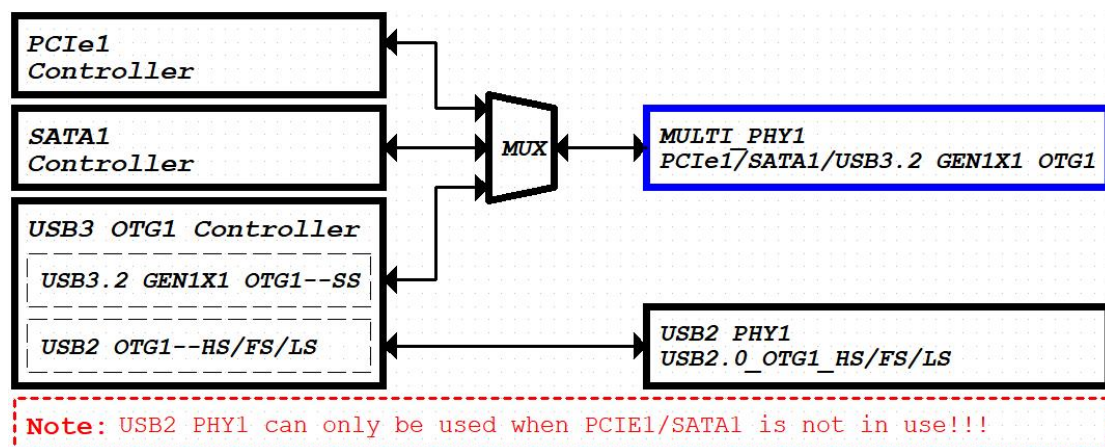 PCIe1
Controller
SATA1
Controller
USB3 OTG1 Controller
USB3.2 GEN1X1 OTG1--SS
USB2 OTG1--HS/FS/LS
MUX
MULTI_PHY1
PCIe1/SATA1/USB3.2 GEN1X1 OTG1
USB2 PHY1
USB2.0_OTG1_HS/FS/LS
Note: USB2 PHY1 can only be used when PCIE1/SATA1 is not in use!!!